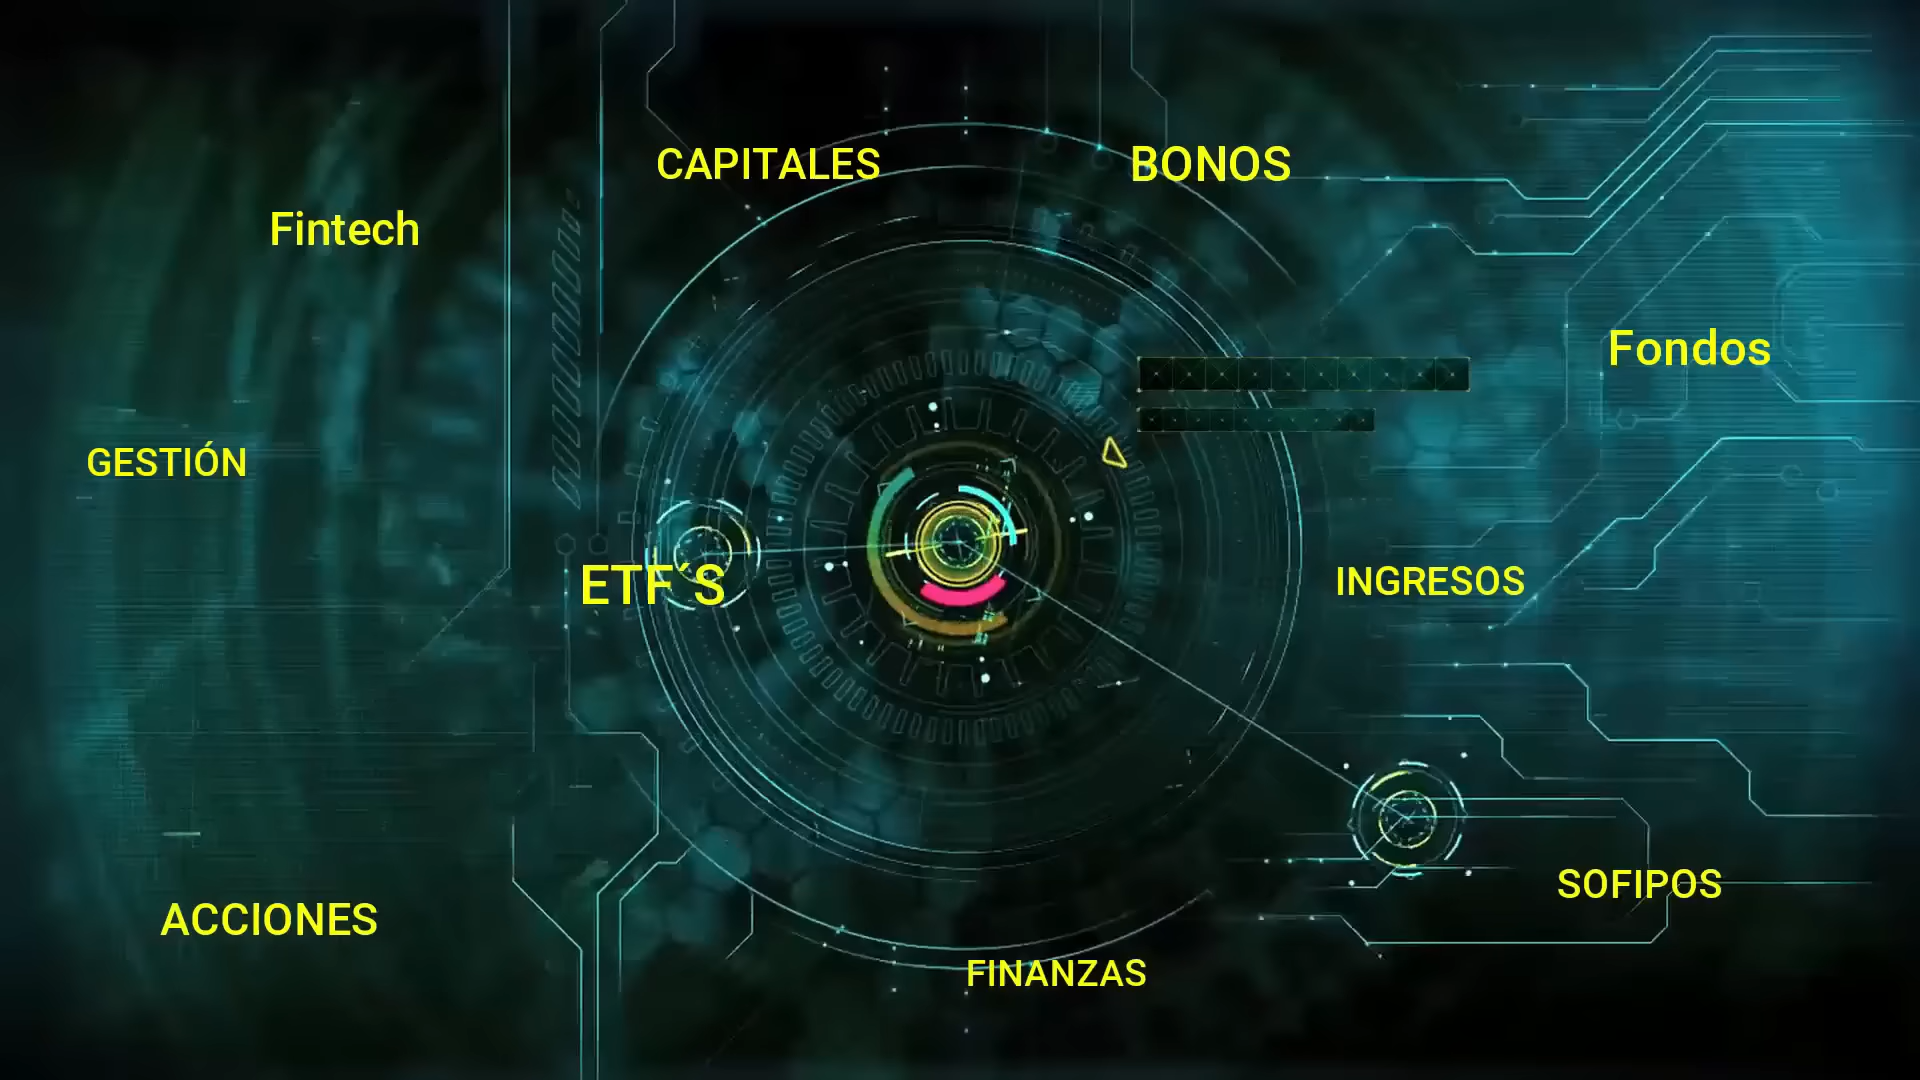 CAPITALES
BONOS
Fintech
Fondos
GESTIÓN
ETF´S
INGRESOS
SOFIPOS
ACCIONES
FINANZAS